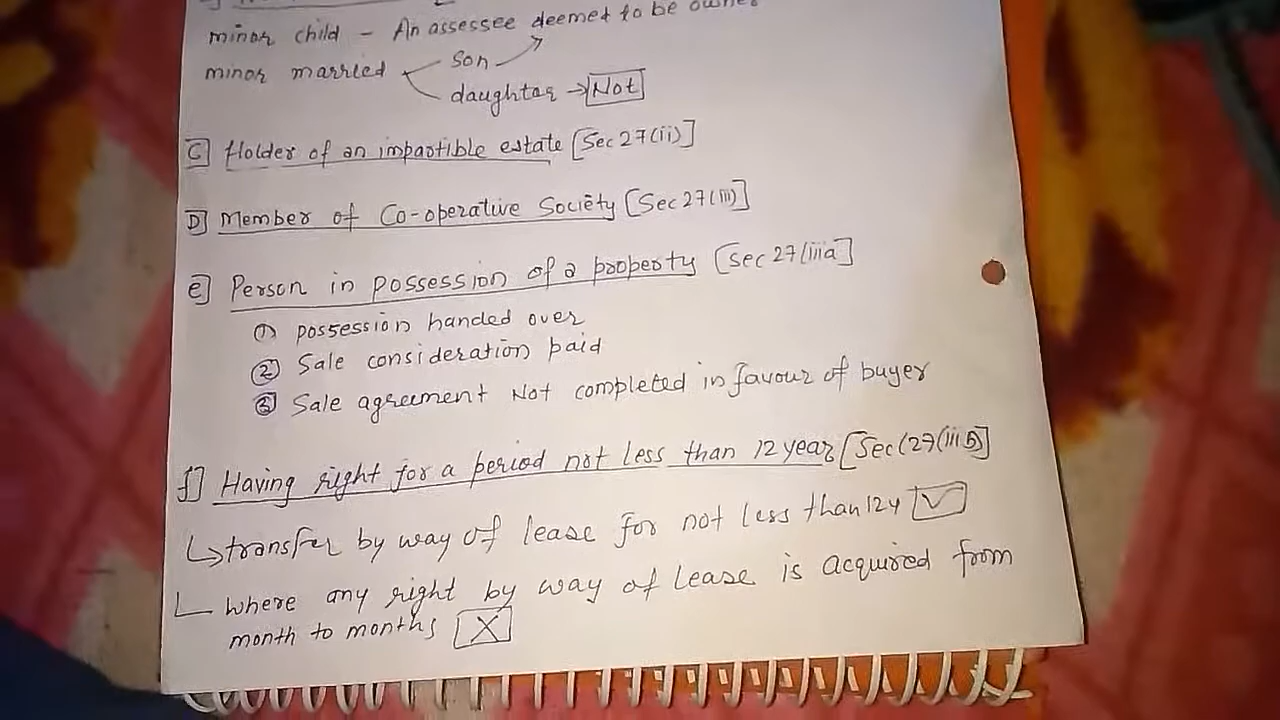 minor child - An assessee deemed to be owner
minor married son
daughter → Not
C] Holder of an impartible estate [Sec 27(ii)]
D] Member of Co-operative Society [Sec 27(iii)]
e] Person in possession of a property [Sec 27(iiia]
① possession handed over
② Sale consideration paid
③ Sale agreement Not completed in favour of buyer
f] Having right for a period not less than 12 year [Sec(27(iiib]
↳ transfer by way of lease for not less than 12y ✓
where any right by way of lease is acquired from
month to months X